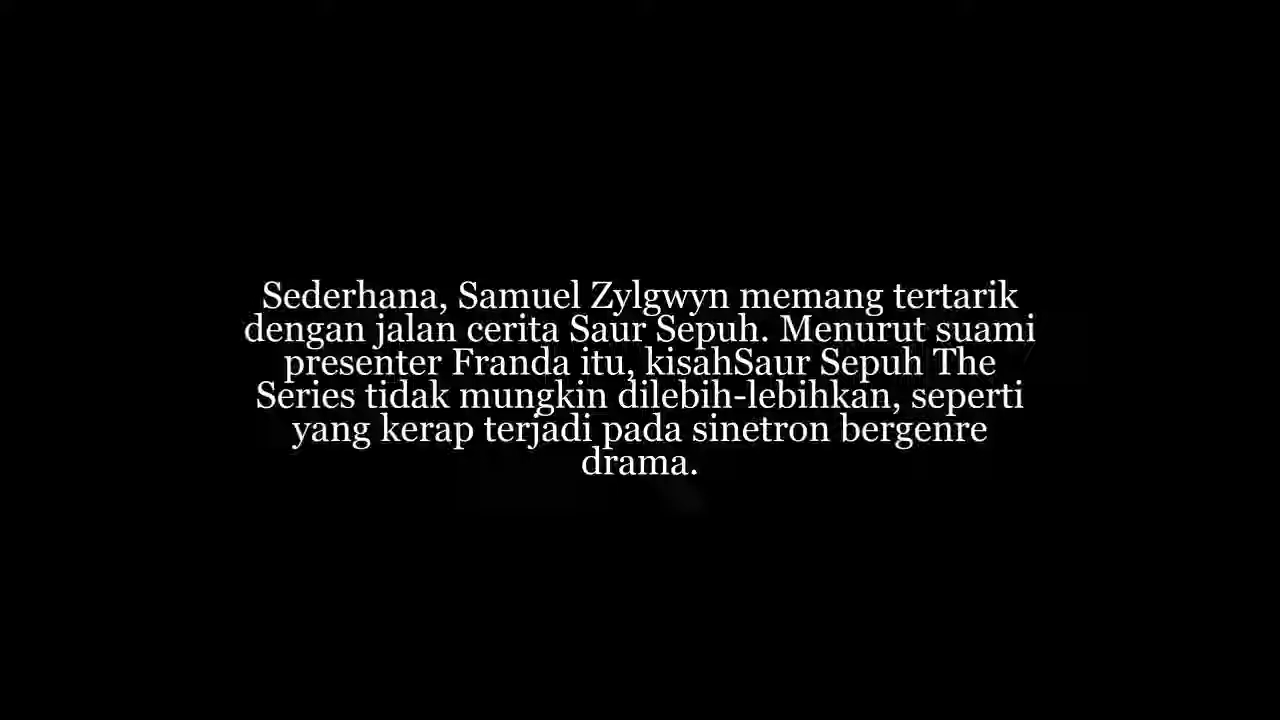 Sederhana, Samuel Zylgwyn memang tertarik
dengan jalan cerita Saur Sepuh. Menurut suami
presenter Franda itu, kisahSaur Sepuh The
Series tidak mungkin dilebih-lebihkan, seperti
yang kerap terjadi pada sinetron bergenre
drama.